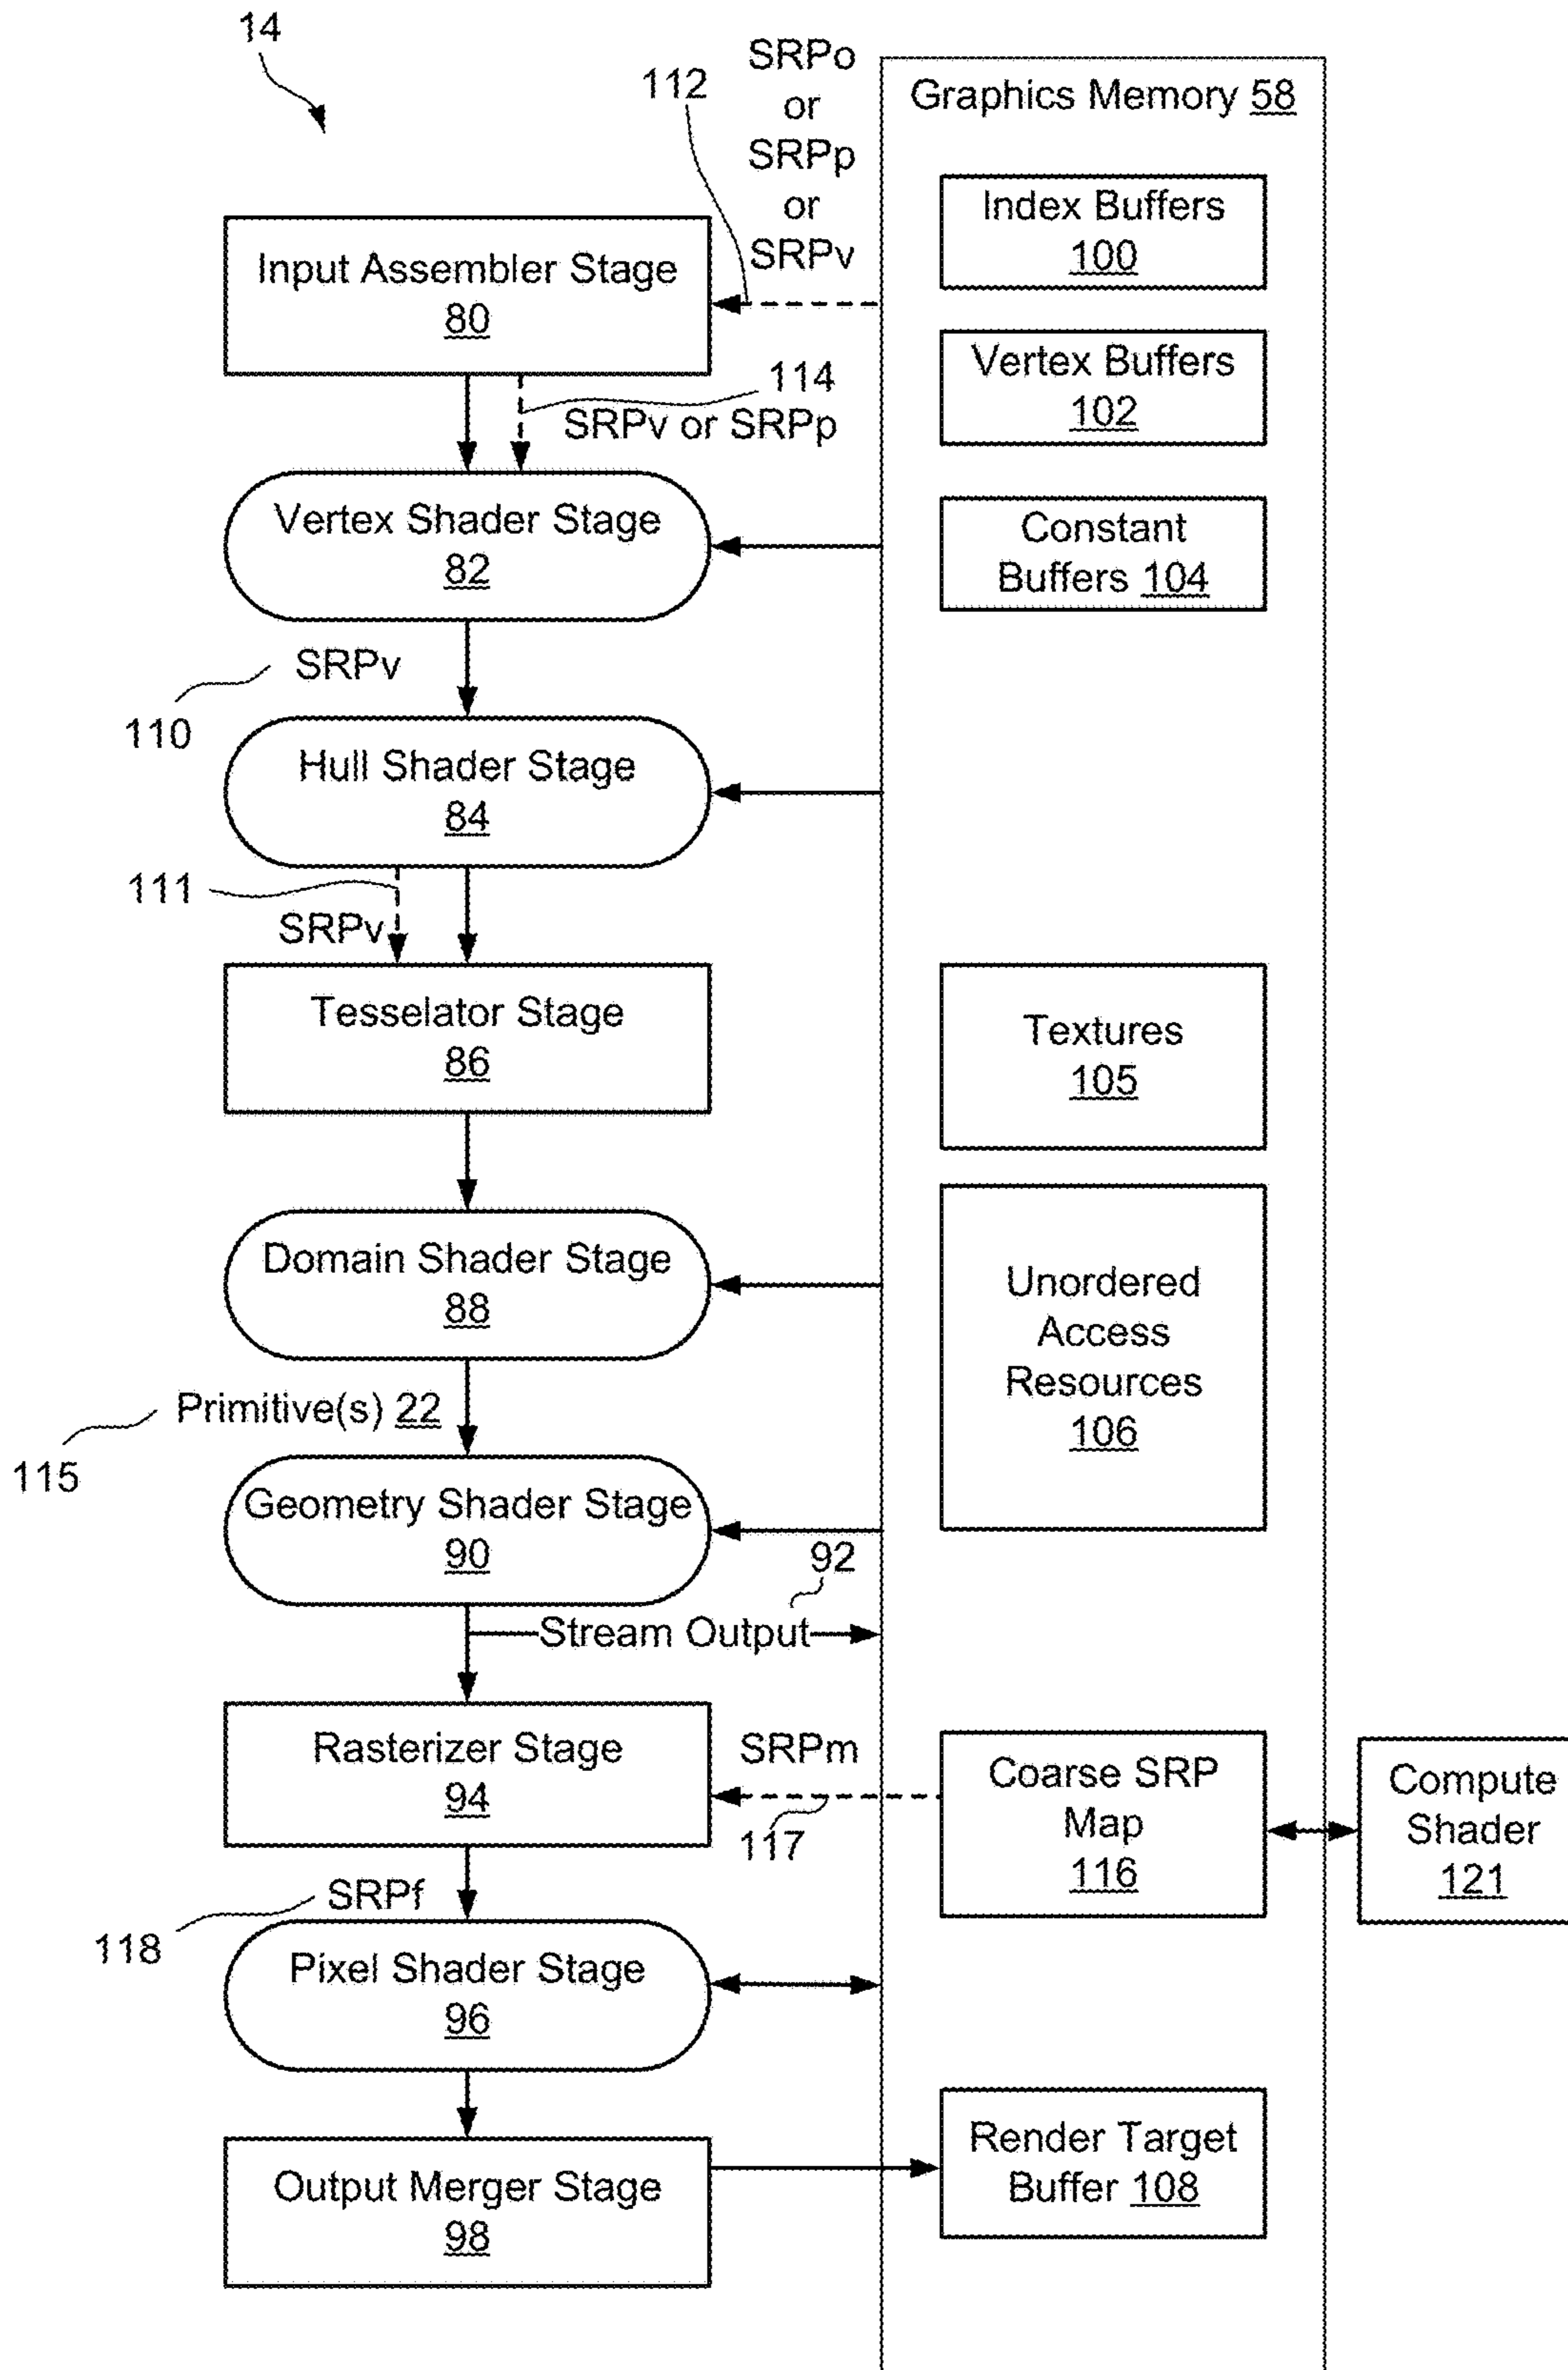 14
SRPo
or
SRPp
or
SRPv
112
Graphics Memory 58
Index Buffers
100
Input Assembler Stage
80
Vertex Buffers
102
114
SRPv or SRPp
Vertex Shader Stage
82
Constant
Buffers 104
SRPv
110
Hull Shader Stage
84
111
SRPv
Tesselator Stage
86
Textures
105
Domain Shader Stage
88
Unordered
Access
Resources
106
Primitive(s) 22
115
Geometry Shader Stage
90
92
Stream Output
Rasterizer Stage
94
SRPm
117
Coarse SRP
Map
116
Compute
Shader
121
SRPf
118
Pixel Shader Stage
96
Output Merger Stage
98
Render Target
Buffer 108